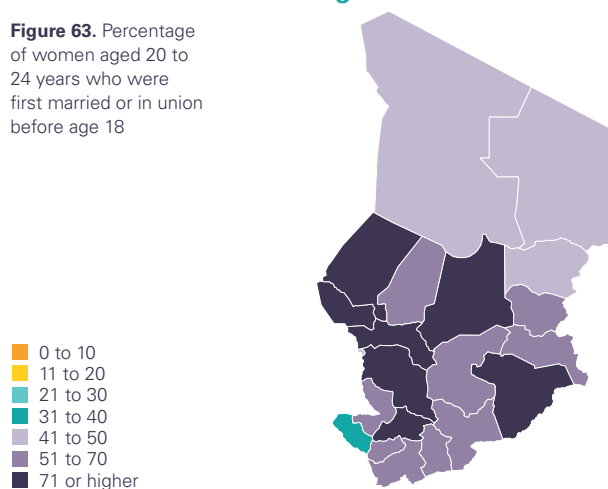 Figure 63. Percentage
of women aged 20 to
24 years who were
first married or in union
before age 18
0 to 10
11 to 20
21 to 30
31 to 40
41 to 50
51 to 70
71 or higher